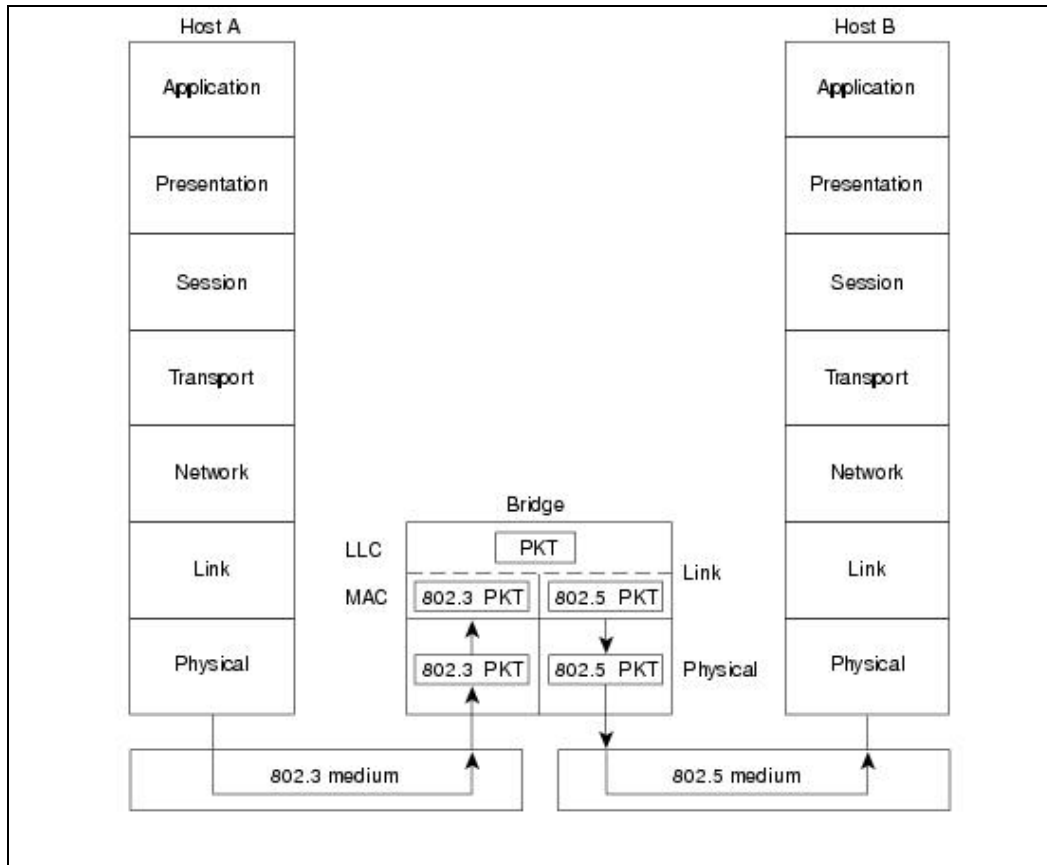 Host A
Host B
Application
Application
Presentation
Presentation
Session
Session
Transport
Transport
Network
Network
Bridge
LLC
PKT
Link
Link
Link
MAC
802.3 PKT
802.5 PKT
Physical
802.3 PKT
802.5 PKT
Physical
Physical
802.3 medium
802.5 medium